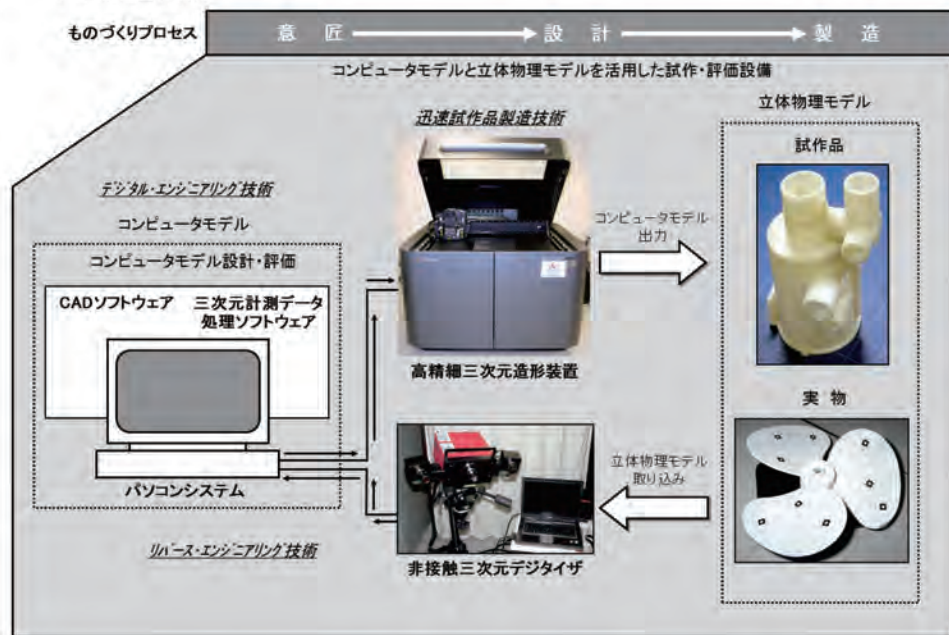 ものづくりプロセス
意 匠
設 計
製 造
コンピュータモデルと立体物理モデルを活用した試作・評価設備
迅速試作品製造技術
立体物理モデル
試作品
デジタル・エンジニアリング技術
コンピュータモデル
コンピュータモデル設計・評価
CADソフトウェア
三次元計測データ
処理ソフトウェア
コンピュータモデル
出力
高精細三次元造形装置
実 物
パソコンシステム
立体物理モデル
取り込み
リバース・エンジニアリング技術
非接触三次元デジタイザ